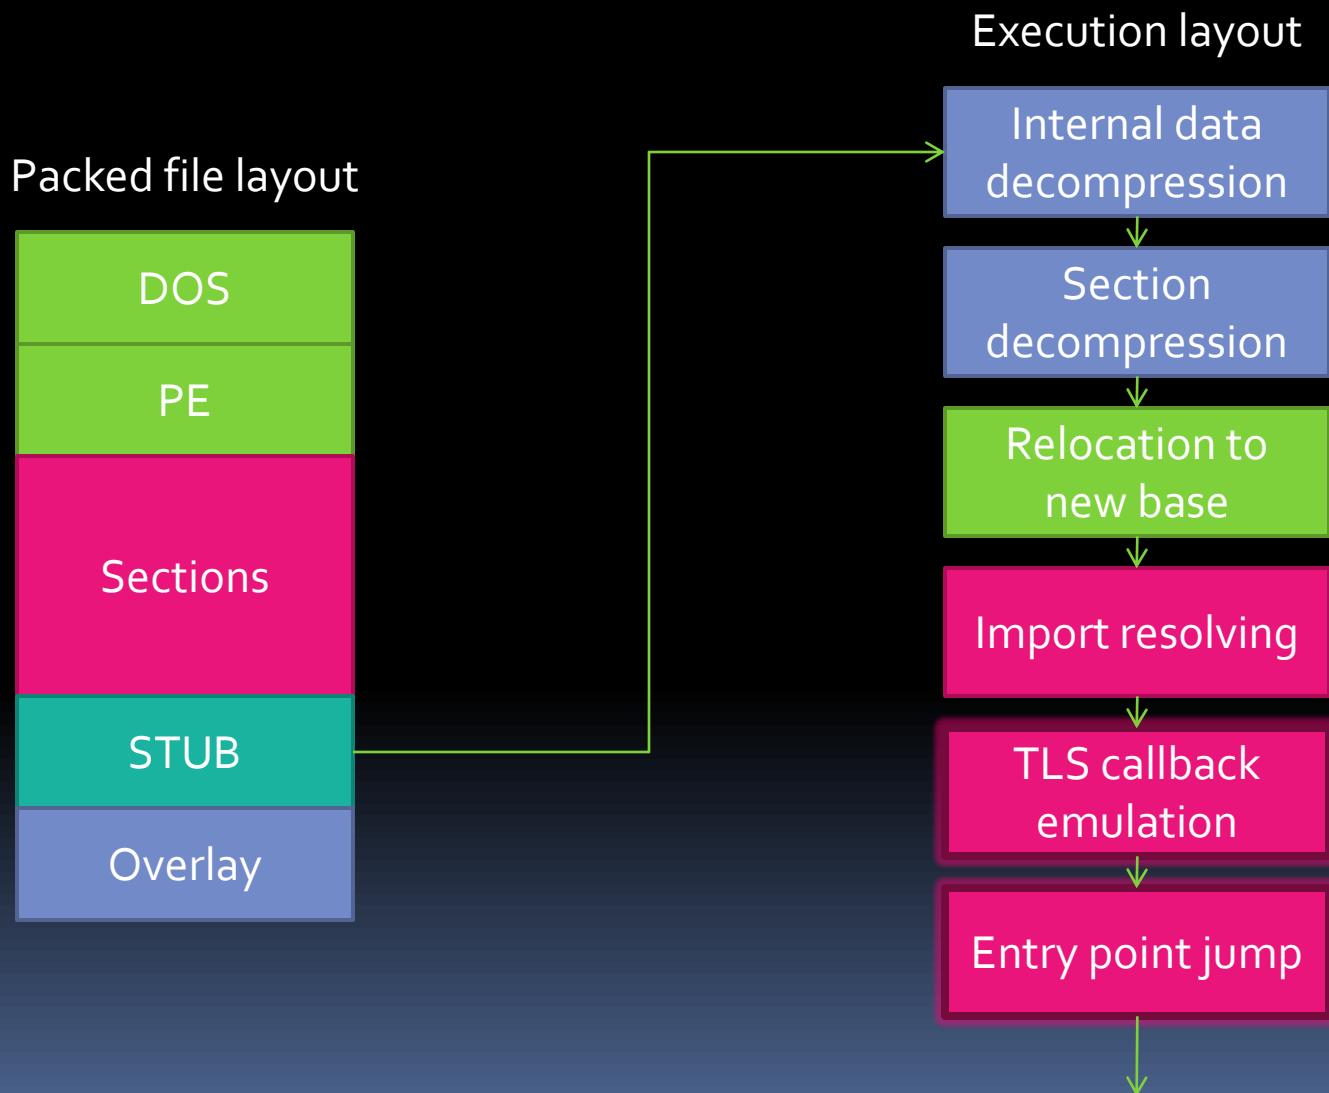 Packed file layout
DOS
PE
Sections
STUB
Overlay
Execution layout
Internal data
decompression
Section
decompression
Relocation to
new base
Import resolving
TLS callback
emulation
Entry point jump